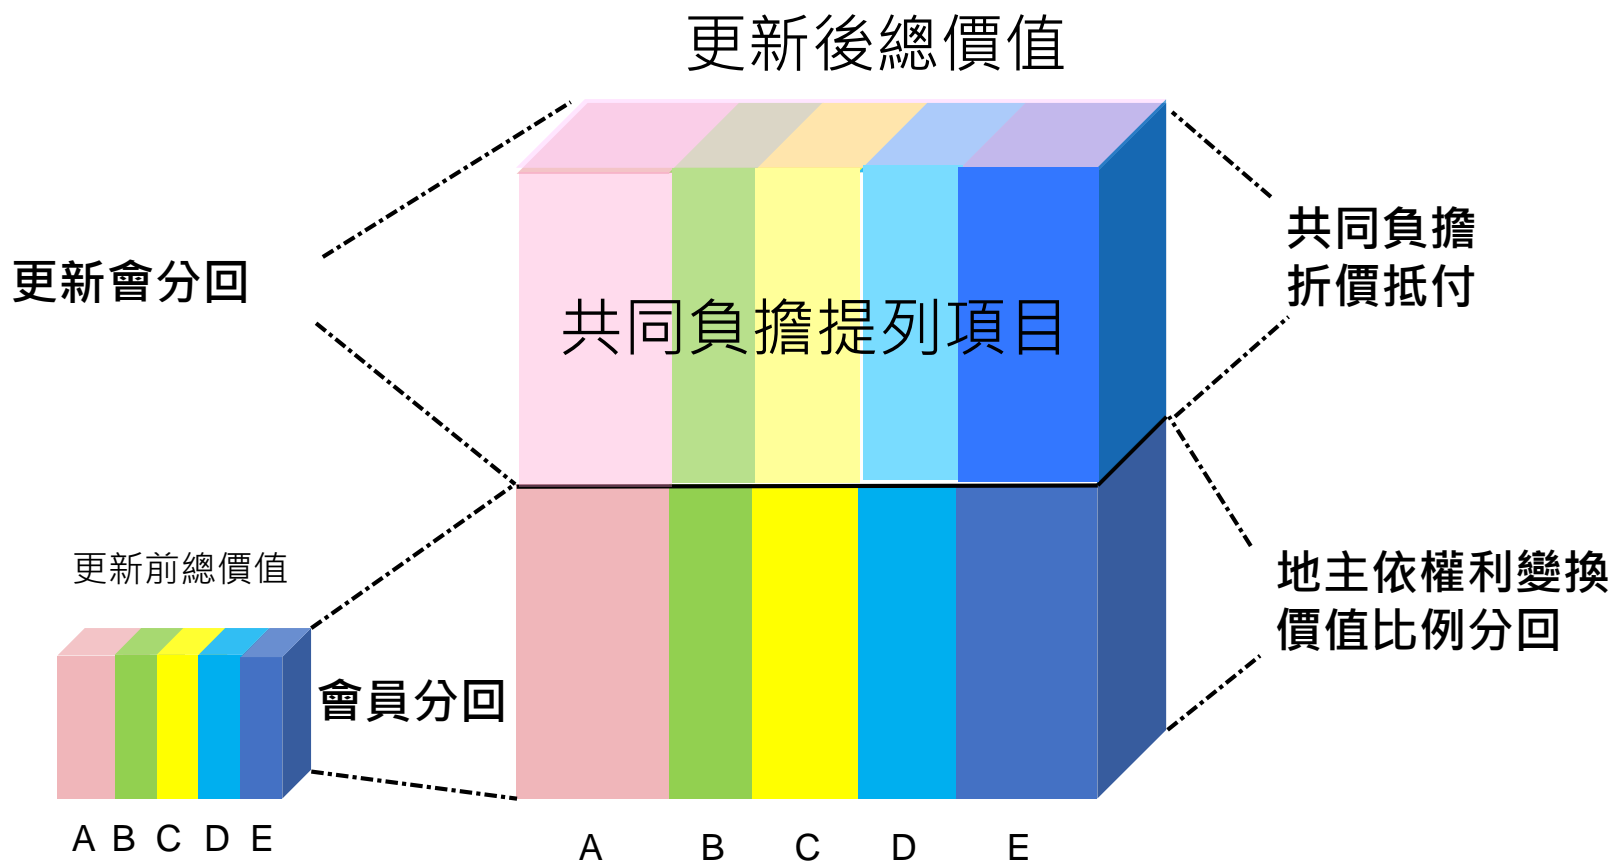 更新後總價值
共同負擔
折價抵付
更新會分回
共同負擔提列項目
更新前總價值
地主依權利變換
價值比例分回
會員分回
A B C D E
A B C D E